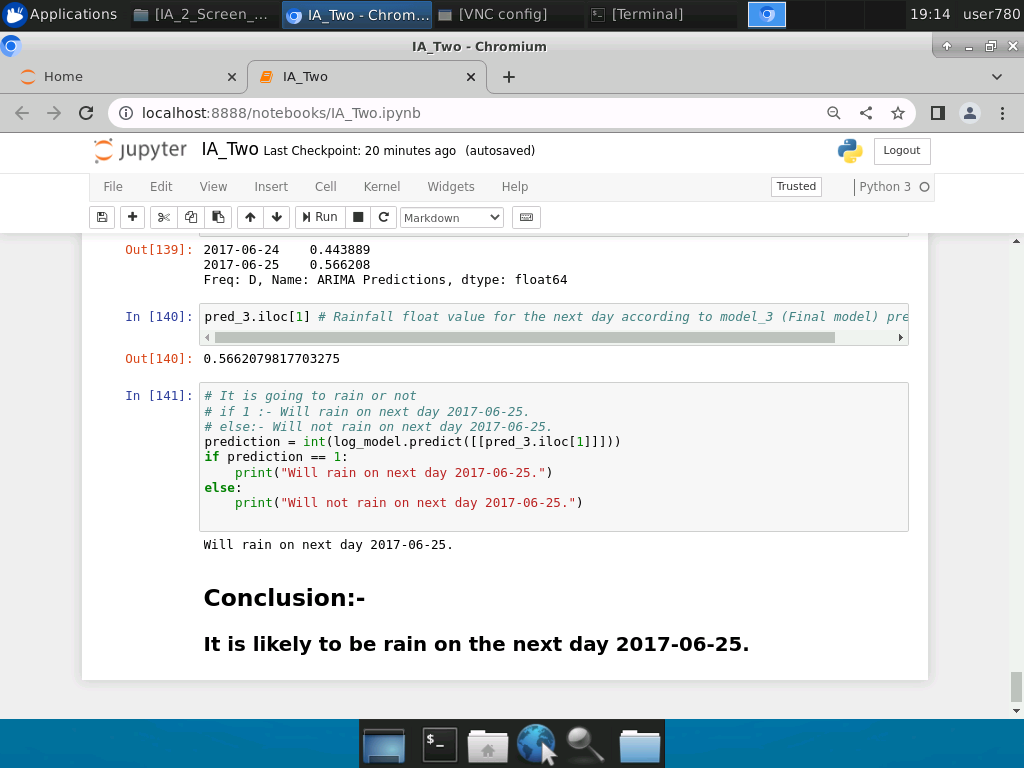 Applications
[IA_2_Screen_...
IA_Two - Chrom...
[VNC config]
[Terminal]
19:14
user780
IA_Two - Chromium
Home
IA_Two
localhost:8888/notebooks/IA_Two.ipynb
jupyter
IA_Two Last Checkpoint: 20 minutes ago (autosaved)
Logout
File Edit View Insert Cell Kernel Widgets Help
Trusted
Python 3
Run
Markdown
Out[139]: 2017-06-24    0.443889
2017-06-25    0.566208
Freq: D, Name: ARIMA Predictions, dtype: float64
In [140]: pred_3.iloc[1] # Rainfall float value for the next day according to model_3 (Final model) pre
Out[140]: 0.5662079817703275
In [141]: # It is going to rain or not
# if 1 :- Will rain on next day 2017-06-25.
# else:- Will not rain on next day 2017-06-25.
prediction = int(log_model.predict([[pred_3.iloc[1]]]))
if prediction == 1:
    print("Will rain on next day 2017-06-25.")
else:
    print("Will not rain on next day 2017-06-25.")
Will rain on next day 2017-06-25.
Conclusion:-
It is likely to be rain on the next day 2017-06-25.
$_